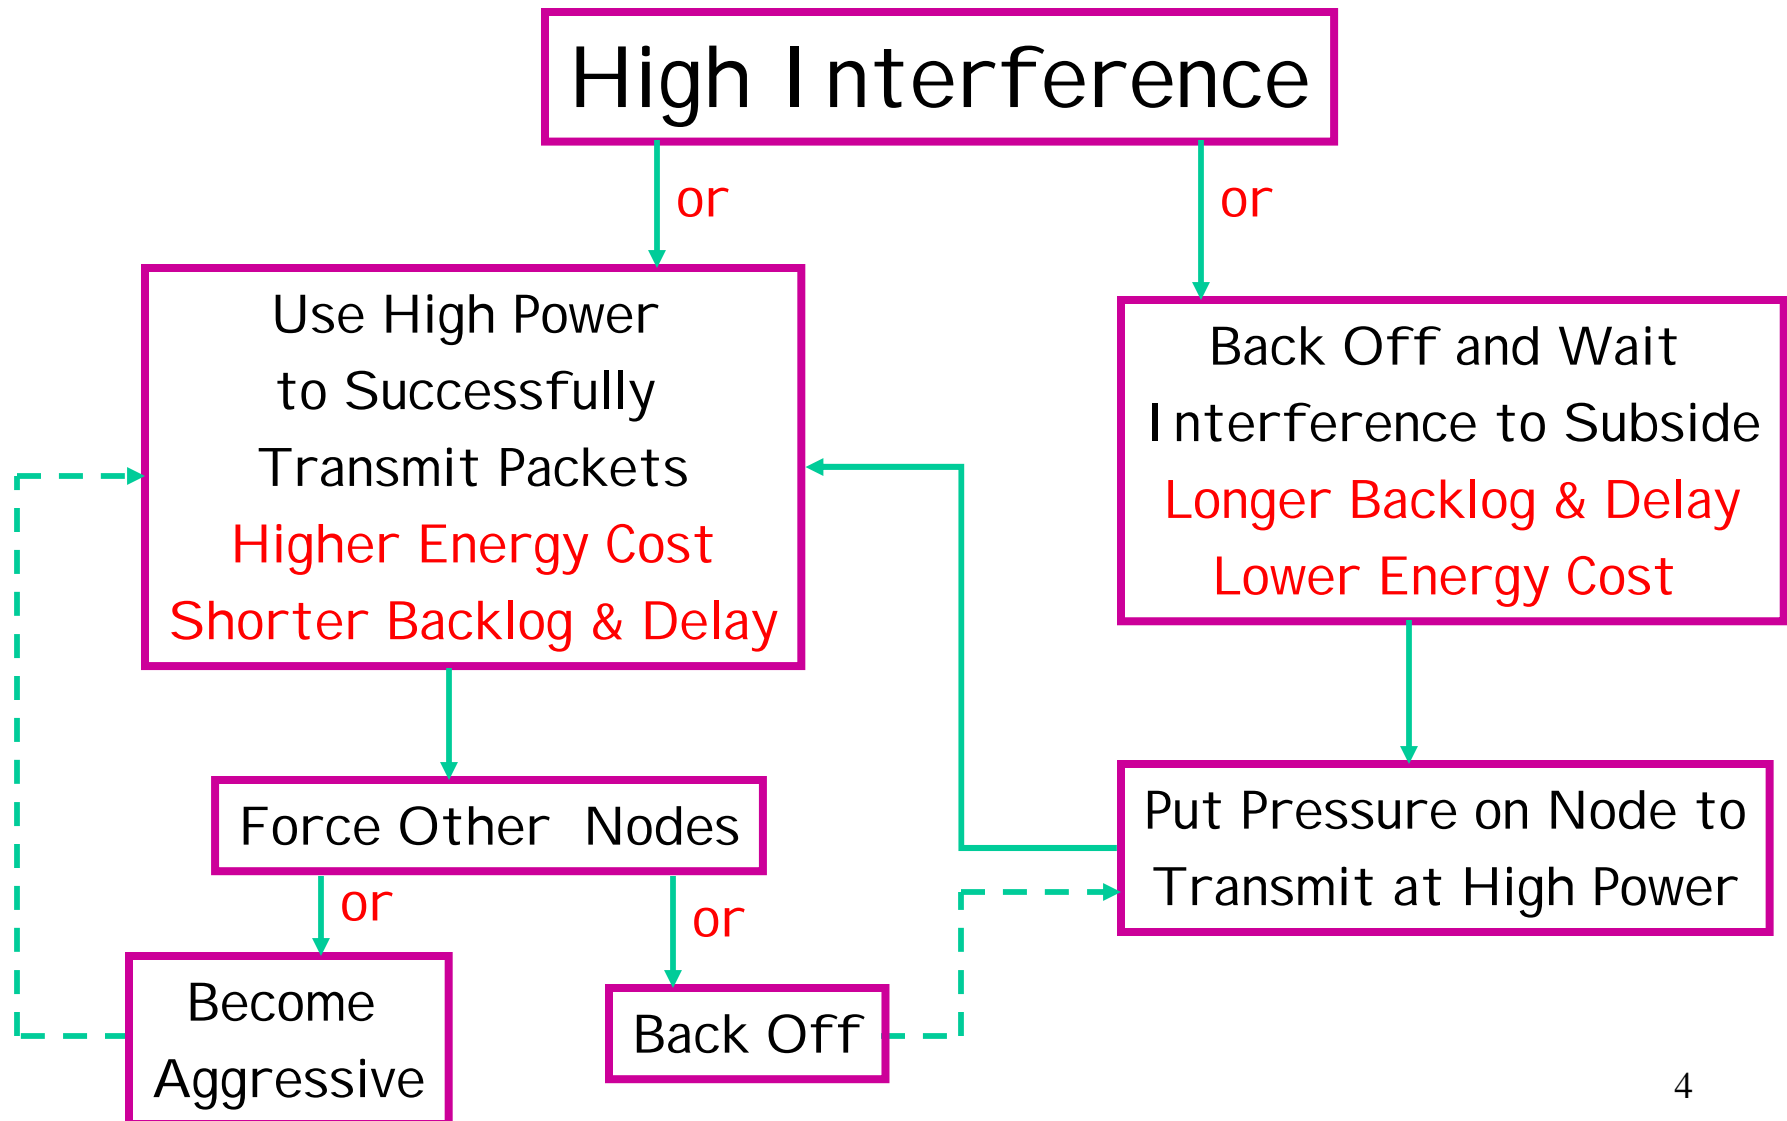 High Interference
or
or
Use High Power
to Successfully
Transmit Packets
Higher Energy Cost
Shorter Backlog & Delay
Back Off and Wait
Interference to Subside
Longer Backlog & Delay
Lower Energy Cost
Force Other Nodes
Put Pressure on Node to
Transmit at High Power
or
or
Become
Aggressive
Back Off
4